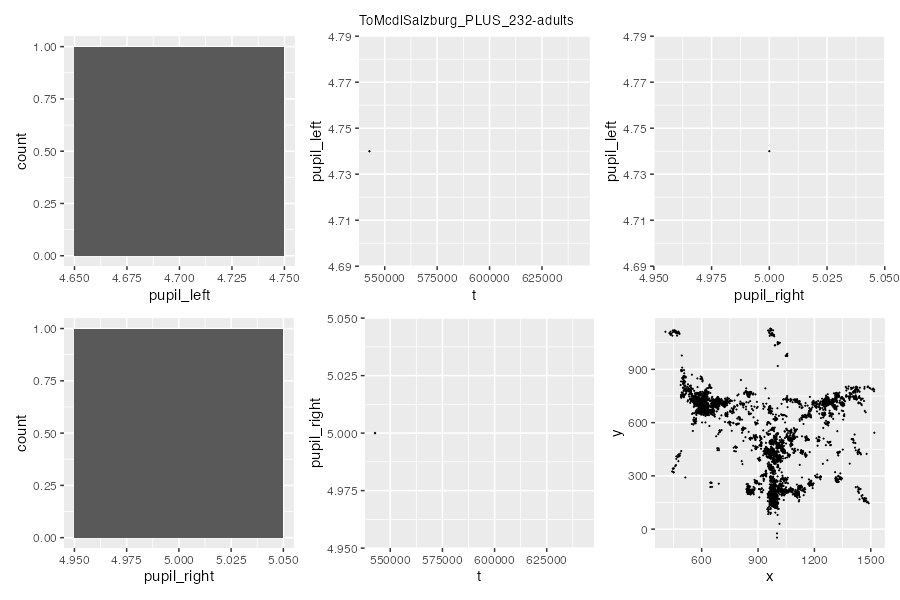 ToMcdlSalzburg_PLUS_232-adults
1.00
0.75
0.50
0.25
0.00
count
4.650 4.675 4.700 4.725 4.750
pupil_left
4.79
4.77
4.75
4.73
4.71
4.69
pupil_left
550000 575000 600000 625000
t
4.79
4.77
4.75
4.73
4.71
4.69
pupil_left
4.950 4.975 5.000 5.025 5.050
pupil_right
1.00
0.75
0.50
0.25
0.00
count
4.950 4.975 5.000 5.025 5.050
pupil_right
5.050
5.025
5.000
4.975
4.950
pupil_right
550000 575000 600000 625000
t
900
600
300
0
y
600 900 1200 1500
x